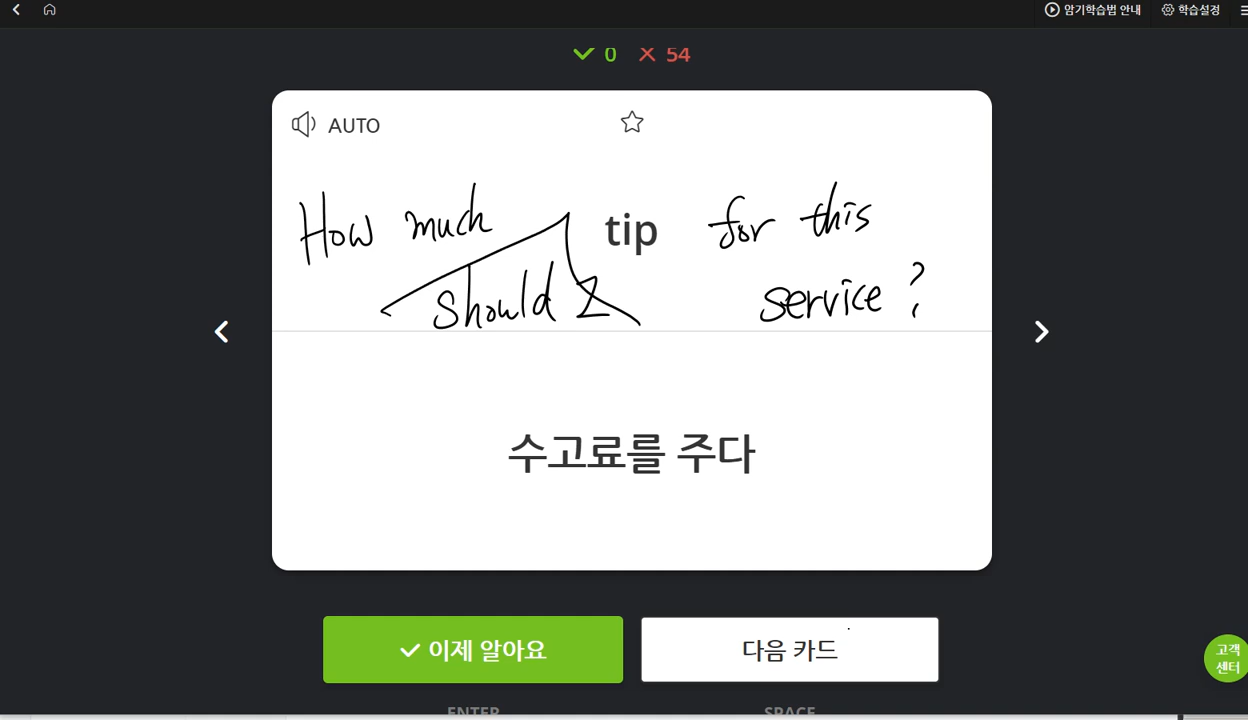 암기학습법 안내 학습설정
0 54
AUTO
How much tip for this
should I service?
수고료를 주다
이제 알아요 다음 카드
고객
센터
ENTER SPACE